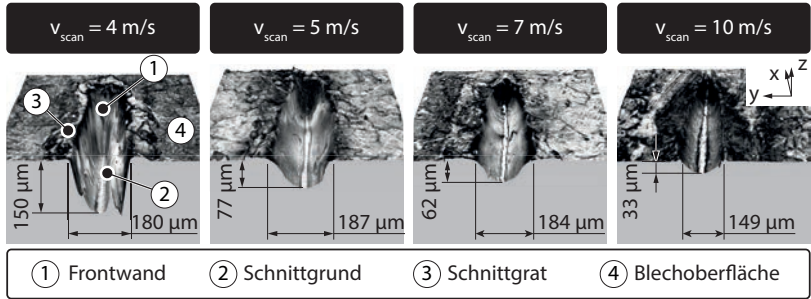 v_scan = 4 m/s
v_scan = 5 m/s
v_scan = 7 m/s
v_scan = 10 m/s
1
3
4
2
150 µm
180 µm
77 µm
187 µm
62 µm
184 µm
33 µm
149 µm
x
z
y
1 Frontwand
2 Schnittgrund
3 Schnittgrat
4 Blechoberfläche